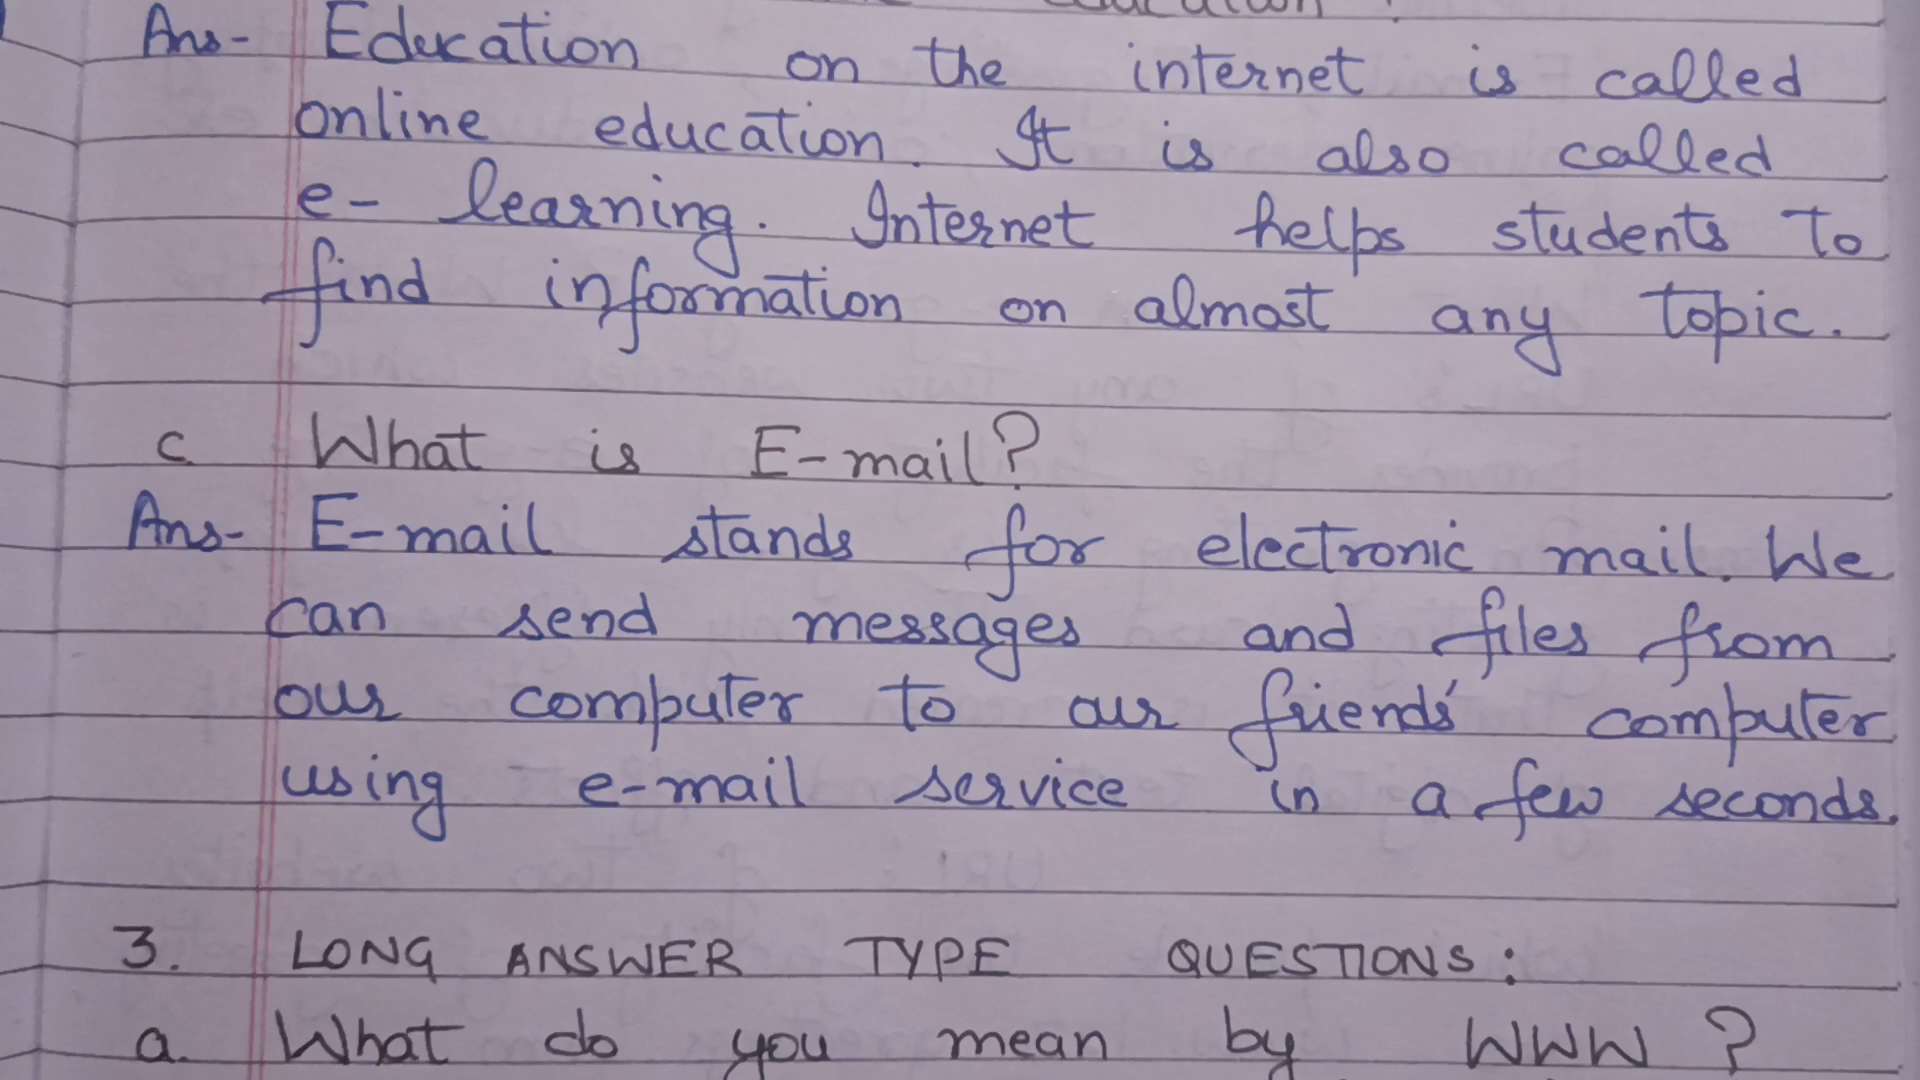 education?
Ans- Education on the internet is called
online education. It is also called
e- learning. Internet helps students to
find information on almost any topic.
c. What is E-mail?
Ans- E-mail stands for electronic mail. We
can send messages and files from
our computer to our friends' computer
using e-mail service in a few seconds.
3. LONG ANSWER TYPE QUESTIONS:
a. What do you mean by WWW?